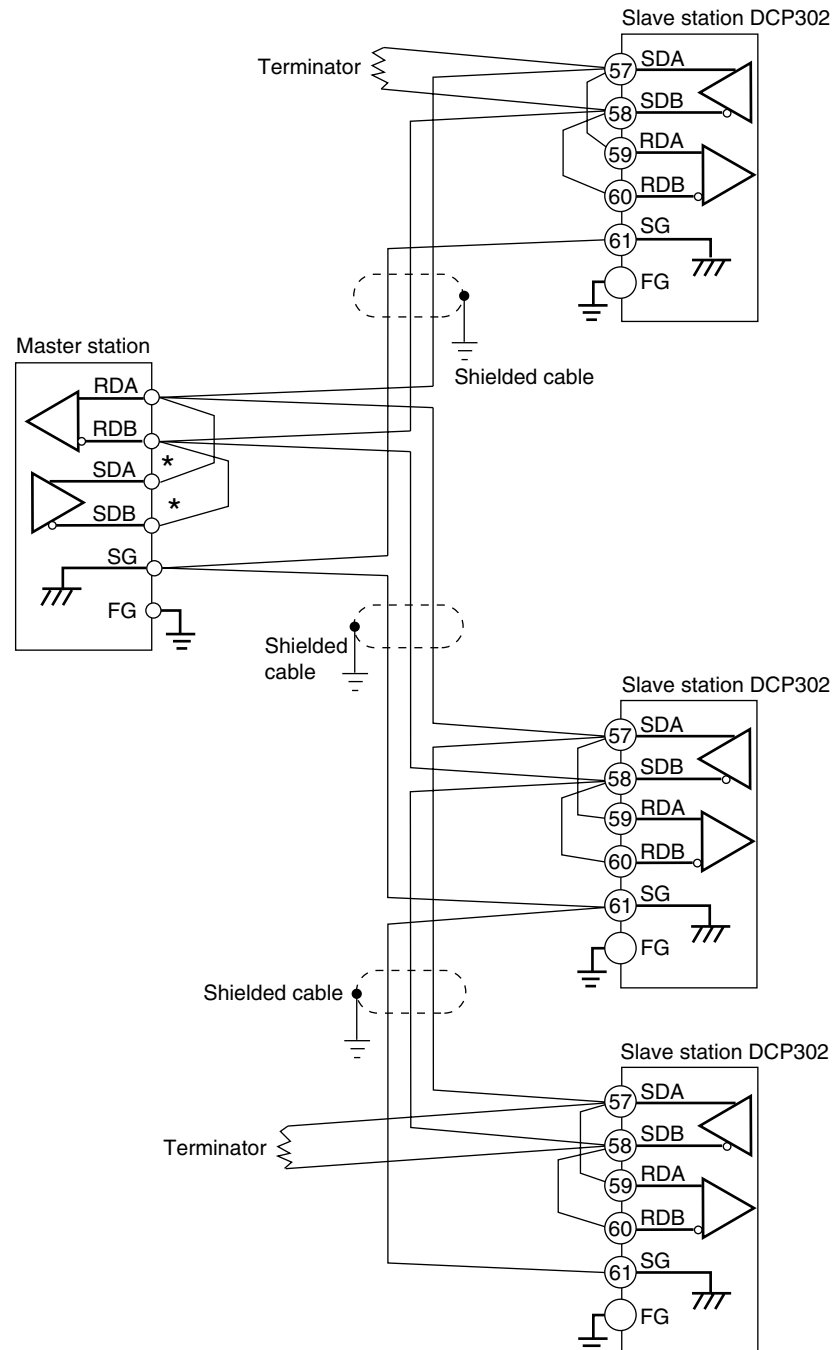 Slave station DCP302
Terminator
57 SDA
58 SDB
59 RDA
60 RDB
61 SG
FG
Shielded cable
Master station
RDA
RDB
SDA
*
SDB
*
SG
FG
Shielded
cable
Slave station DCP302
57 SDA
58 SDB
59 RDA
60 RDB
61 SG
FG
Shielded cable
Slave station DCP302
57 SDA
58 SDB
Terminator
59 RDA
60 RDB
61 SG
FG